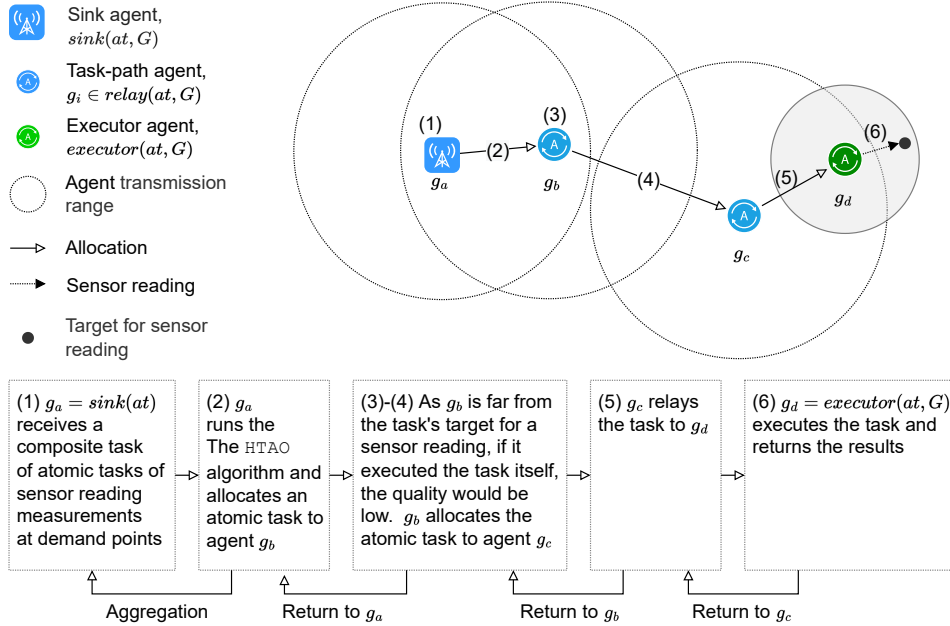 Sink agent,
sink(at, G)
Task-path agent,
g_i ∈ relay(at, G)
Executor agent,
executor(at, G)
Agent transmission
range
Allocation
Sensor reading
Target for sensor
reading
(1)
g_a
(2)
(3)
A
g_b
(4)
A
g_c
(5)
A
g_d
(6)
A
A
(1) g_a = sink(at)
receives a
composite task
of atomic tasks of
sensor reading
measurements
at demand points
(2) g_a
runs the
The HTAO
algorithm and
allocates an
atomic task to
agent g_b
(3)-(4) As g_b is far from
the task's target for a
sensor reading, if it
executed the task itself,
the quality would be
low. g_b allocates the
atomic task to agent g_c
(5) g_c relays
the task to g_d
(6) g_d = executor(at, G)
executes the task and
returns the results
Aggregation
Return to g_a
Return to g_b
Return to g_c